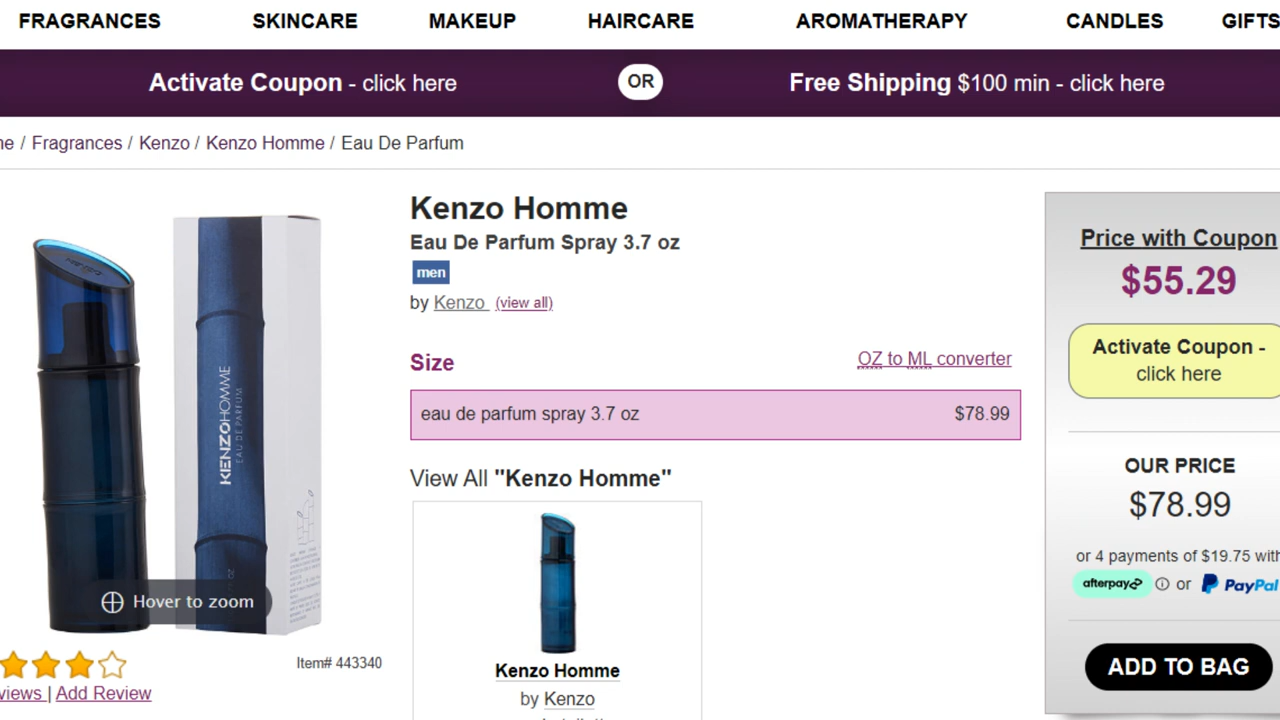 FRAGRANCES SKINCARE MAKEUP HAIRCARE AROMATHERAPY CANDLES GIFTS
Activate Coupon - click here OR Free Shipping $100 min - click here
/ Fragrances / Kenzo / Kenzo Homme / Eau De Parfum
Kenzo Homme
Eau De Parfum Spray 3.7 oz
men
by Kenzo (view all)
Size OZ to ML converter
eau de parfum spray 3.7 oz $78.99
View All "Kenzo Homme"
KENZOHOMME
EAU DE PARFUM
Hover to zoom
Item# 443340
| Add Review
Kenzo Homme
by Kenzo
Price with Coupon
$55.29
Activate Coupon -
click here
OUR PRICE
$78.99
or 4 payments of $19.75 with
afterpay or PayPal
ADD TO BAG